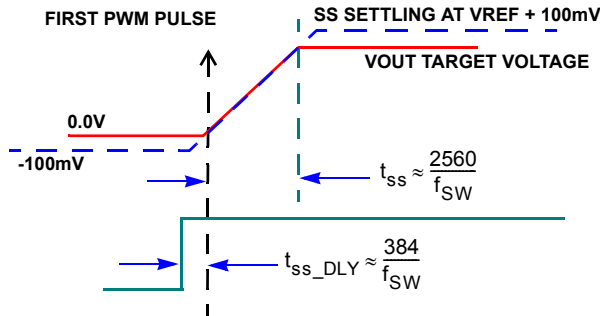 FIRST PWM PULSE
SS SETTLING AT VREF + 100mV
VOUT TARGET VOLTAGE
0.0V
-100mV
t_SS ≈ 2560/f_SW
t_SS_DLY ≈ 384/f_SW